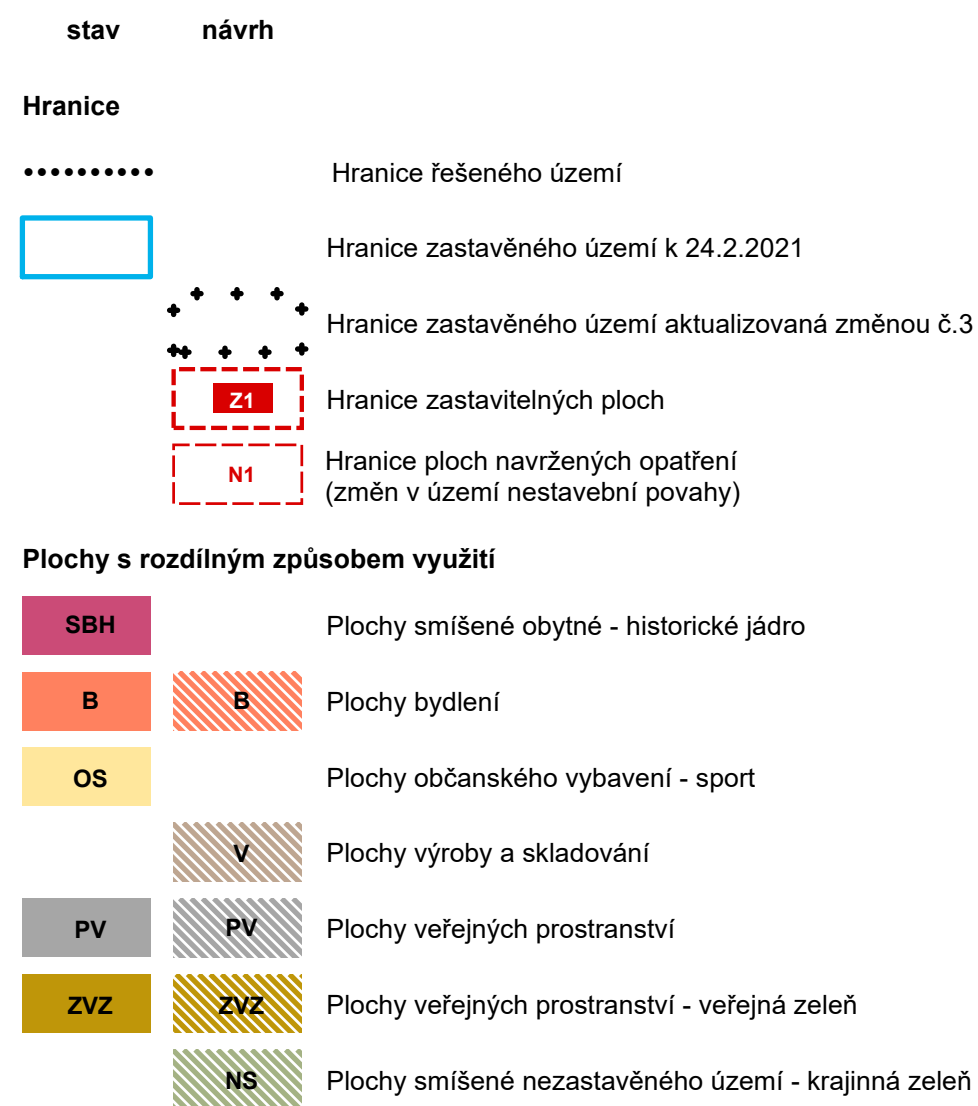 stav návrh
Hranice
Hranice řešeného území
Hranice zastavěného území k 24.2.2021
Hranice zastavěného území aktualizovaná změnou č.3
Z1 Hranice zastavitelných ploch
N1 Hranice ploch navržených opatření
(změn v území nestavební povahy)
Plochy s rozdílným způsobem využití
SBH Plochy smíšené obytné - historické jádro
B B Plochy bydlení
OS Plochy občanského vybavení - sport
V Plochy výroby a skladování
PV PV Plochy veřejných prostranství
ZVZ ZVZ Plochy veřejných prostranství - veřejná zeleň
NS Plochy smíšené nezastavěného území - krajinná zeleň